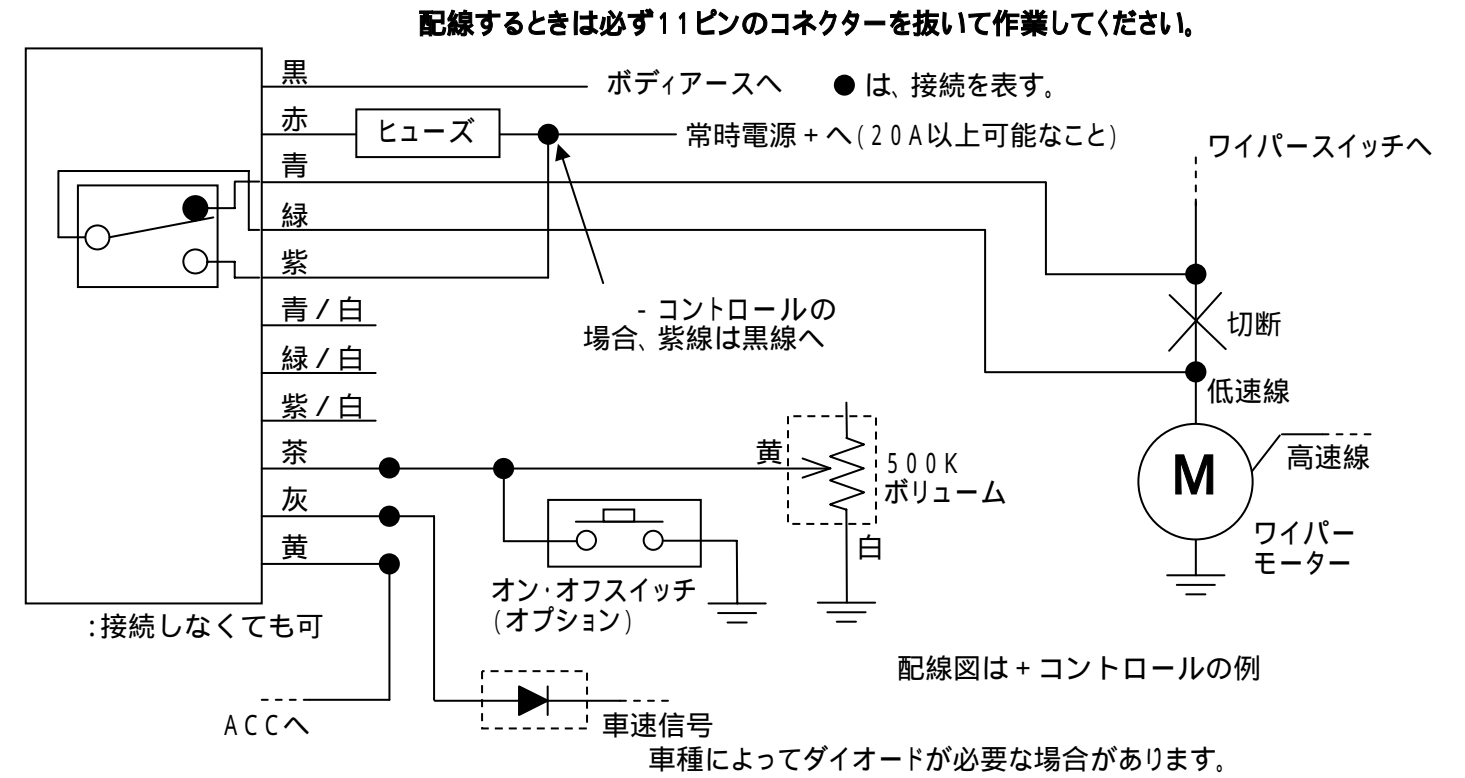 配線するときは必ず11ピンのコネクターを抜いて作業してください。
黒
ボディアースへ
●は、接続を表す。
赤
ヒューズ
常時電源+へ(20A以上可能なこと)
ワイパースイッチへ
青
緑
紫
-コントロールの
場合、紫線は黒線へ
切断
青/白
緑/白
紫/白
低速線
茶
黄
500K
ボリューム
高速線
M
灰
黄
白
ワイパー
モーター
オン・オフスイッチ
(オプション)
:接続しなくても可
配線図は+コントロールの例
ACCへ
車速信号
車種によってダイオードが必要な場合があります。